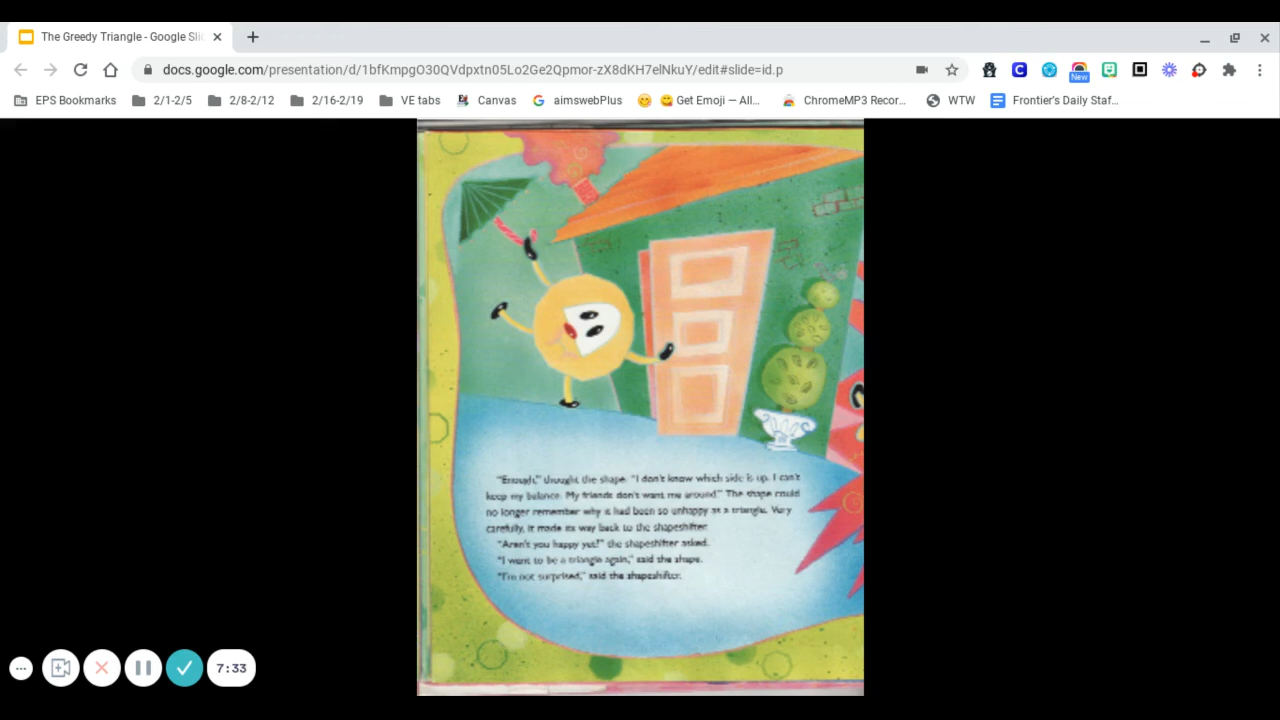 The Greedy Triangle - Google Slid
docs.google.com/presentation/d/1bfKmpgO30QVdpxtn05Lo2Ge2Qpmor-zX8dKH7elNkuY/edit#slide=id.p
New
EPS Bookmarks 2/1-2/5 2/8-2/12 2/16-2/19 VE tabs Canvas aimswebPlus Get Emoji — All... ChromeMP3 Recor... WTW Frontier's Daily Staf...
"Enough," thought the shape. "I don't know which side is up. I can't
keep my balance. My friends don't want me around." The shape could
no longer remember why it had been so unhappy as a triangle. Very
carefully, it made its way back to the shapeshifter.
"Aren't you happy yet?" the shapeshifter asked.
"I want to be a triangle again," said the shape.
"I'm not surprised," said the shapeshifter.
7:33